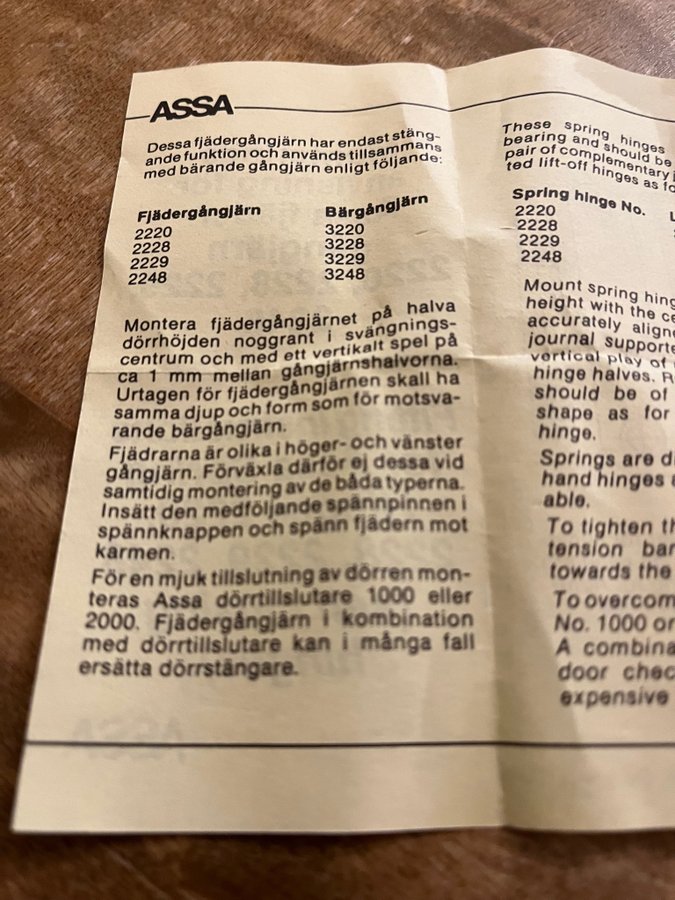 ASSA
Dessa fjädergångjärn har endast stäng-
ande funktion och används tillsammans
med bärande gångjärn enligt följande:
Fjädergångjärn Bärgångjärn
2220 3220
2228 3228
2229 3229
2248 3248
Montera fjädergångjärnet på halva
dörrhöjden noggrant i svängnings-
centrum och med ett vertikalt spel på
ca 1 mm mellan gångjärnshalvorna.
Urtagen för fjädergångjärnen skall ha
samma djup och form som för motsva-
rande bärgångjärn.
Fjädrarna är olika i höger- och vänster
gångjärn. Förväxla därför ej dessa vid
samtidig montering av de båda typerna.
Insätt den medföljande spännpinnen i
spännknappen och spänn fjädern mot
karmen.
För en mjuk tillslutning av dörren mon-
teras Assa dörrtillslutare 1000 eller
2000. Fjädergångjärn i kombination
med dörrtillslutare kan i många fall
ersätta dörrstängare.
These spring hinges
bearing and should be
pair of complementary
ted lift-off hinges as fo
Spring hinge No. L
2220
2228
2229
2248
Mount spring hing
height with the ce
accurately aligne
journal supporte
vertical play of
hinge halves. R
should be of
shape as for
hinge.
Springs are di
hand hinges a
able.
To tighten th
tension bar
towards the
To overcom
No. 1000 or
A combina
door chec
expensive